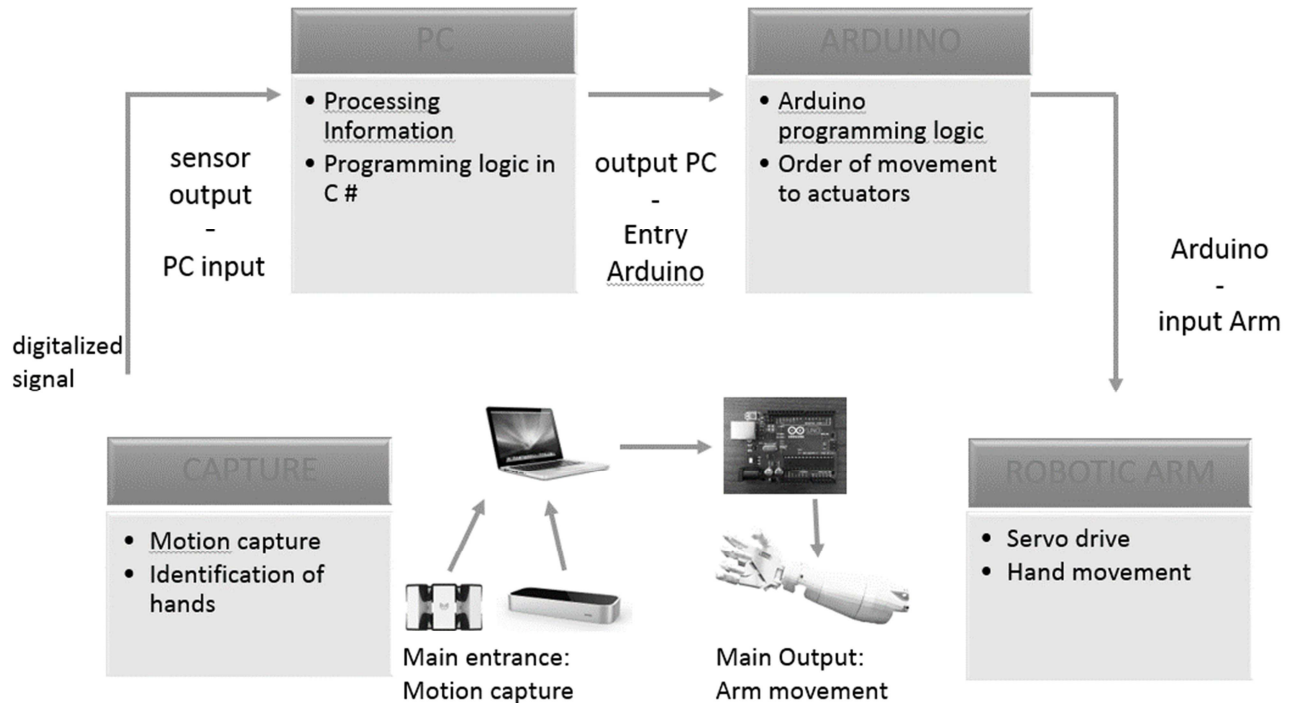 PC
• Processing
Information
• Programming logic in
C #
ARDUINO
• Arduino
programming logic
• Order of movement
to actuators
sensor
output
-
PC input
output PC
-
Entry
Arduino
Arduino
-
input Arm
digitalized
signal
CAPTURE
• Motion capture
• Identification of
hands
UNO
ARDUINO
Main entrance:
Motion capture
Main Output:
Arm movement
ROBOTIC ARM
• Servo drive
• Hand movement